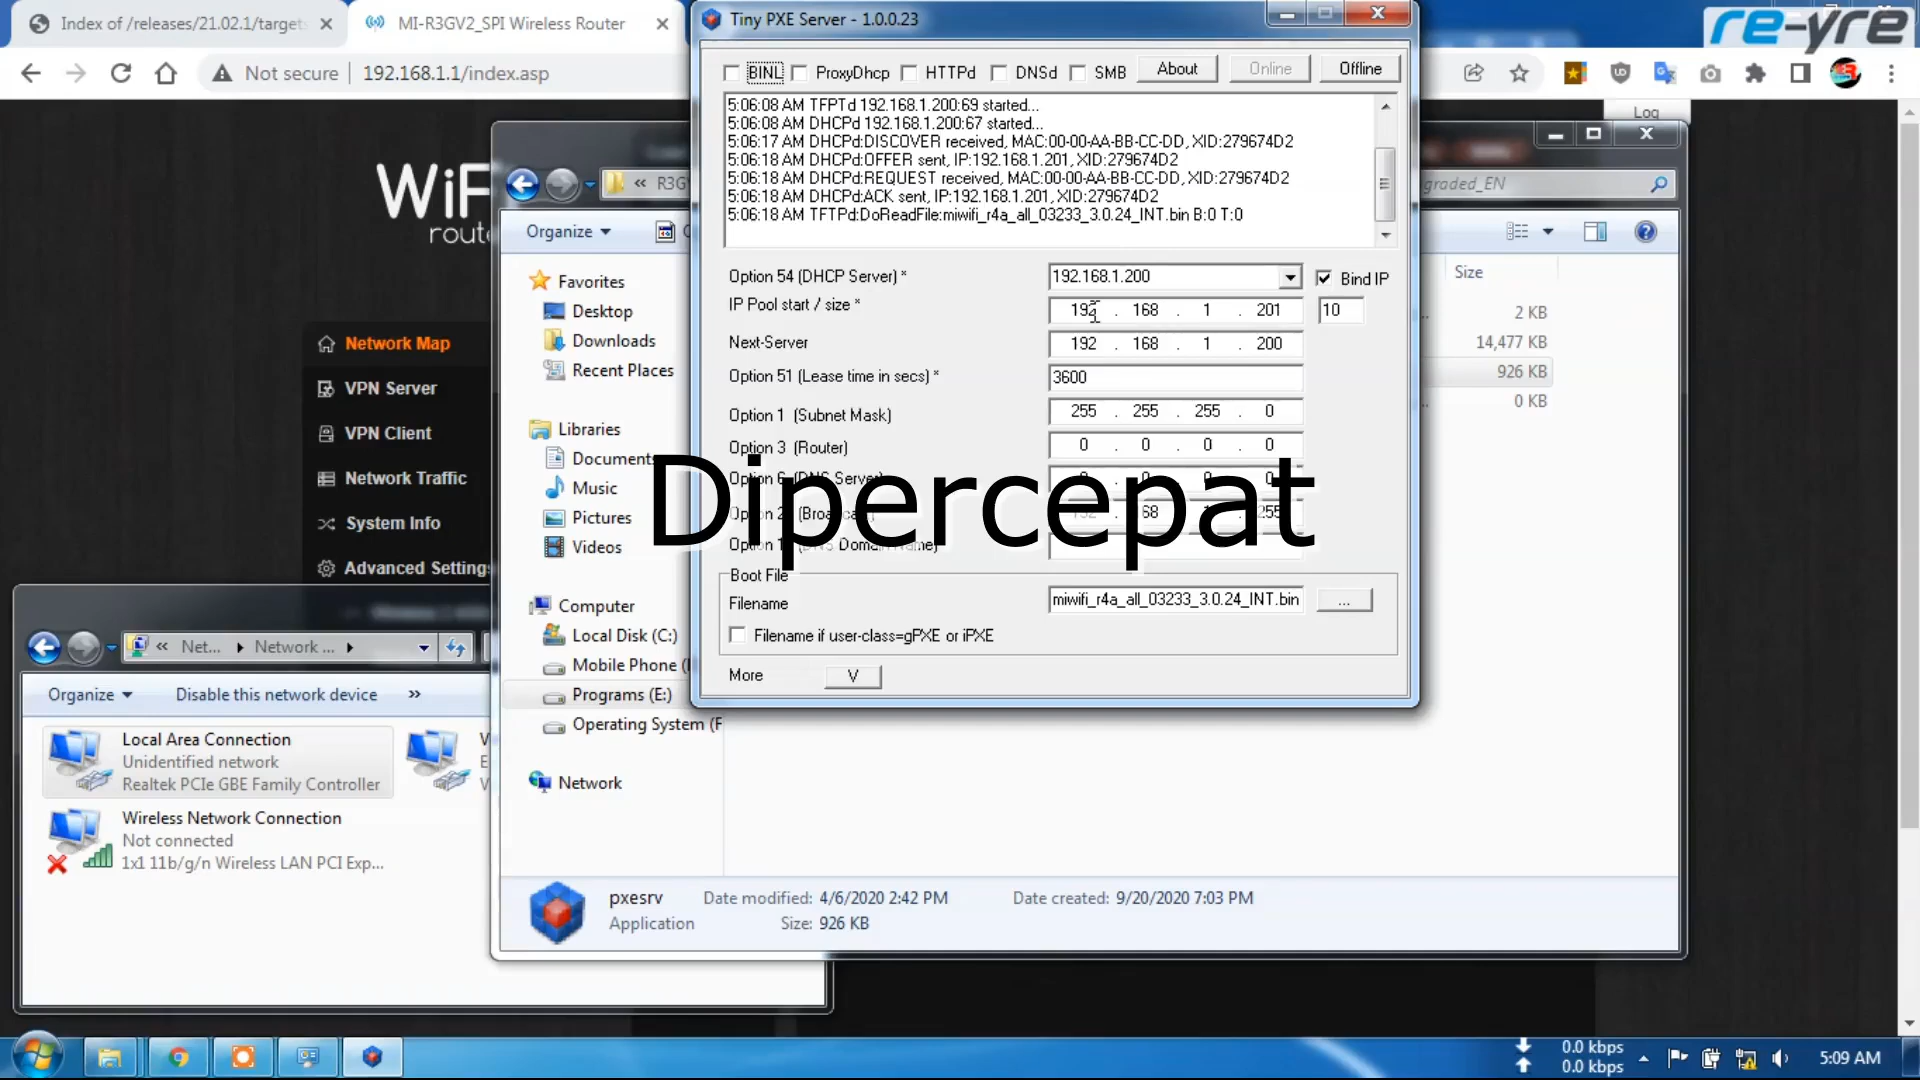 Index of /releases/21.02.1/target
MI-R3GV2_SPI Wireless Router
Tiny PXE Server - 1.0.0.23
re-yre
Not secure
192.168.1.1/index.asp
BINL
ProxyDhcp
HTTPd
DNSd
SMB
About
Online
Offline
5:06:08 AM TFPTd 192.168.1.200:69 started...
5:06:08 AM DHCPd 192.168.1.200:67 started...
5:06:17 AM DHCPd:DISCOVER received, MAC:00-00-AA-BB-CC-DD, XID:279674D2
5:06:18 AM DHCPd:OFFER sent, IP:192.168.1.201, XID:279674D2
5:06:18 AM DHCPd:REQUEST received, MAC:00-00-AA-BB-CC-DD, XID:279674D2
5:06:18 AM DHCPd:ACK sent, IP:192.168.1.201, XID:279674D2
5:06:18 AM TFTPd:DoReadFile:miwifi_r4a_all_03233_3.0.24_INT.bin B:0 T:0
Option 54 (DHCP Server) *
192.168.1.200
Bind IP
IP Pool start / size *
192 . 168 . 1 . 201
10
Next-Server
192 . 168 . 1 . 200
Option 51 (Lease time in secs) *
3600
Option 1 (Subnet Mask)
255 . 255 . 255 . 0
Option 3 (Router)
0 . 0 . 0 . 0
Option 6
Dipercepat
Boot File
Filename
miwifi_r4a_all_03233_3.0.24_INT.bin
...
Filename if user-class=gPXE or iPXE
More
V
Log
WiF
route
Network Map
VPN Server
VPN Client
Network Traffic
System Info
Advanced Settings
« R3G
graded_EN
Organize
Size
2 KB
14,477 KB
926 KB
0 KB
Favorites
Desktop
Downloads
Recent Places
Libraries
Documents
Music
Pictures
Videos
Computer
Local Disk (C:)
Mobile Phone (
Programs (E:)
Operating System (F
Network
pxesrv
Date modified: 4/6/2020 2:42 PM
Date created: 9/20/2020 7:03 PM
Application
Size: 926 KB
« Net...
Network ...
Organize
Disable this network device
»
Local Area Connection
Unidentified network
Realtek PCIe GBE Family Controller
Wireless Network Connection
Not connected
1x1 11b/g/n Wireless LAN PCI Exp...
V
E
V
0.0 kbps
0.0 kbps
5:09 AM